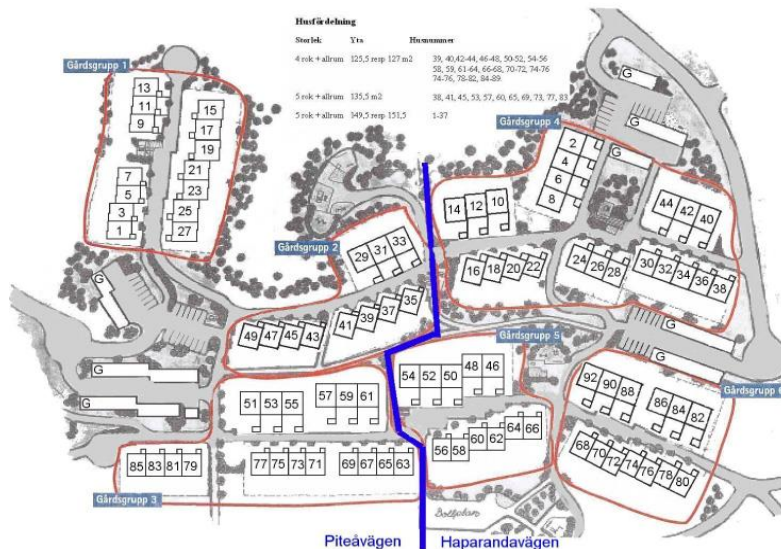 Husfördelning
Storlek Yta Husnummer
4 rok + allrum 125,5 resp 127 m2 39, 40,42-44, 46-48, 50-52, 54-56
58, 59, 61-64, 66-68, 70-72, 74-76
74-76, 78-82, 84-89
5 rok + allrum 135,5 m2 38, 41, 45, 53, 57, 60, 65, 69, 73, 77, 83
5 rok + allrum 149,5 resp 151,5 1-37
Gårdsgrupp 1
13
11
9
7
5
3
1
15
17
19
21
23
25
27
G
G
G
Gårdsgrupp 2
29 31 33
49 47 45 43
41 39 37 35
Gårdsgrupp 4
G
G
2
4
6
8
14 12 10
16 18 20 22
44 42 40
24 26 28
30 32 34 36 38
Gårdsgrupp 5
54 52 50 48 46
56 58 60 62 64 66
G
Gårdsgrupp 6
92 90 88
86 84 82
68 70 72 74 76 78 80
51 53 55
57 59 61
85 83 81 79
77 75 73 71
69 67 65 63
Gårdsgrupp 3
Bollplan
Piteåvägen Haparandavägen